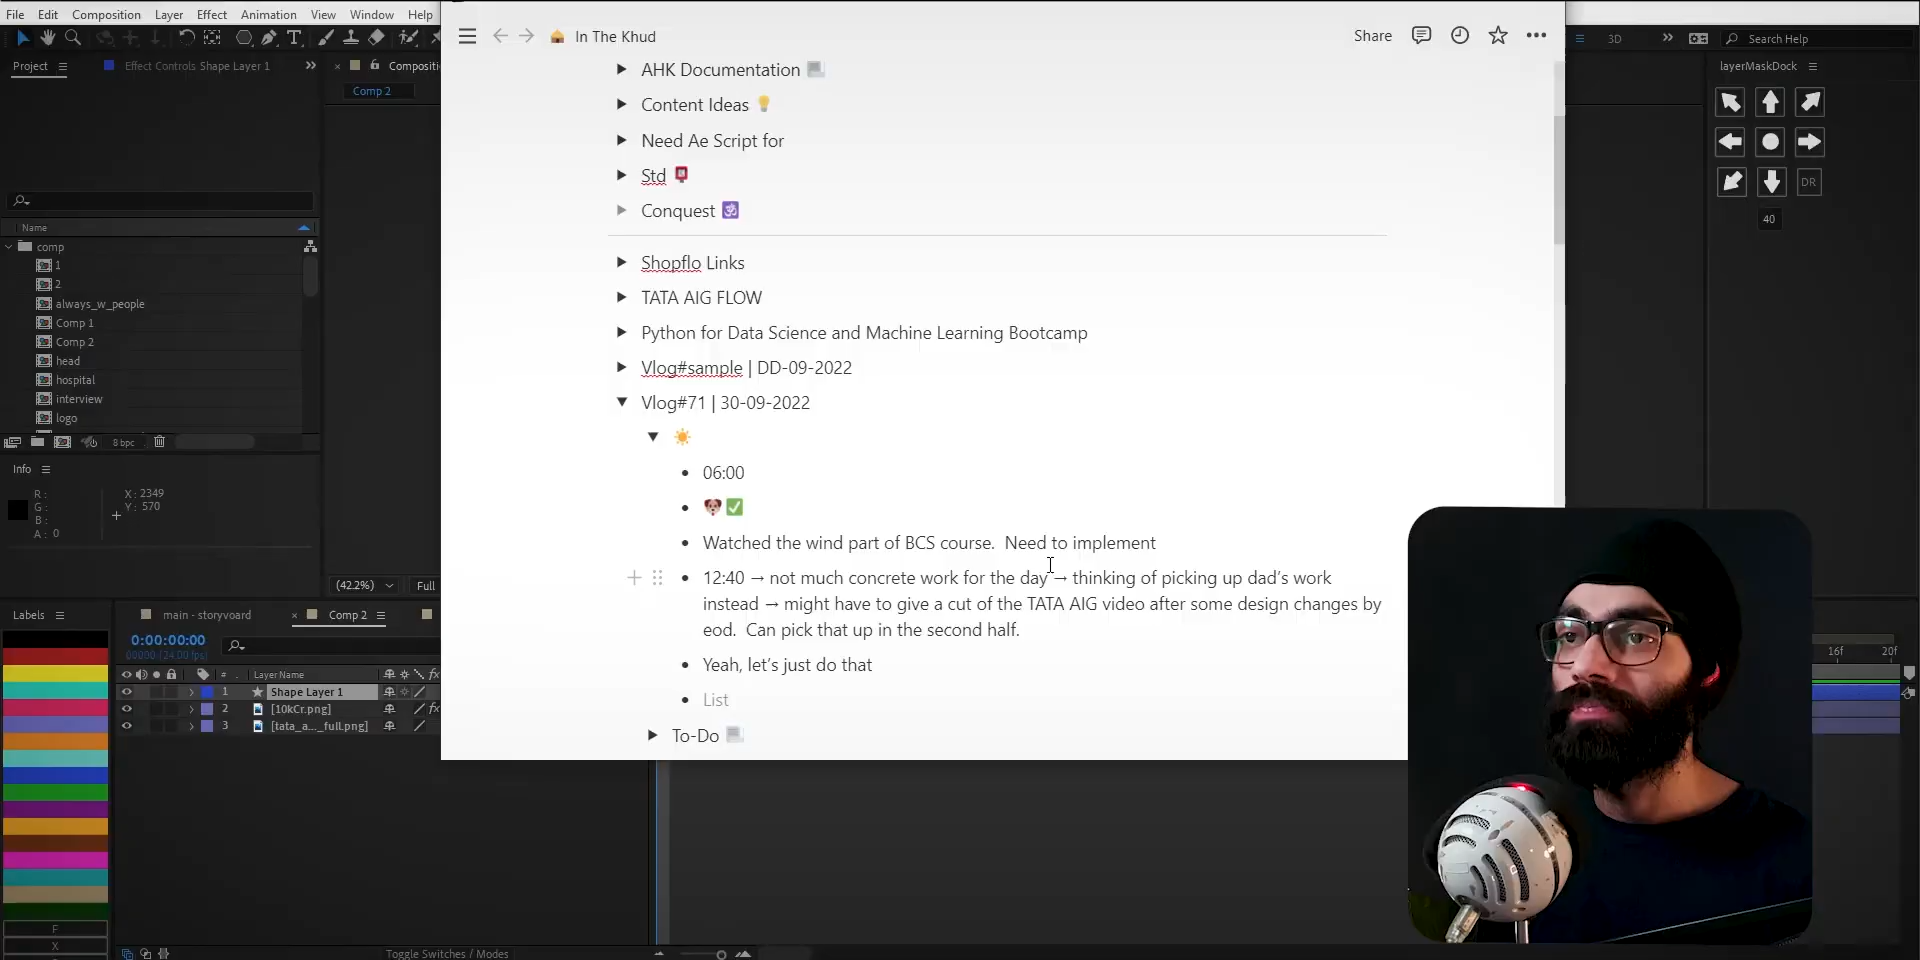 File Edit Composition Layer Effect Animation View Window Help
In The Khud
Share
3D
Search Help
Project
Effect Controls Shape Layer 1
Compositi
Comp 2
layerMaskDock
DR
40
Name
comp
1
2
always_w_people
Comp 1
Comp 2
head
hospital
interview
logo
8 bpc
Info
R :
G :
B :
A : 0
X : 2349
Y : 570
AHK Documentation
Content Ideas
Need Ae Script for
Std
Conquest
Shopflo Links
TATA AIG FLOW
Python for Data Science and Machine Learning Bootcamp
Vlog#sample | DD-09-2022
Vlog#71 | 30-09-2022
06:00
Watched the wind part of BCS course. Need to implement
12:40 → not much concrete work for the day → thinking of picking up dad's work
instead → might have to give a cut of the TATA AIG video after some design changes by
eod. Can pick that up in the second half.
Yeah, let's just do that
List
To-Do
(42.2%)
Full
Labels
main - storyvoard
Comp 2
0:00:00:00
00000 (24.00 fps)
# Layer Name
1 Shape Layer 1
2 [10kCr.png]
3 [tata_a..._full.png]
16f
20f
F
X
Toggle Switches / Modes